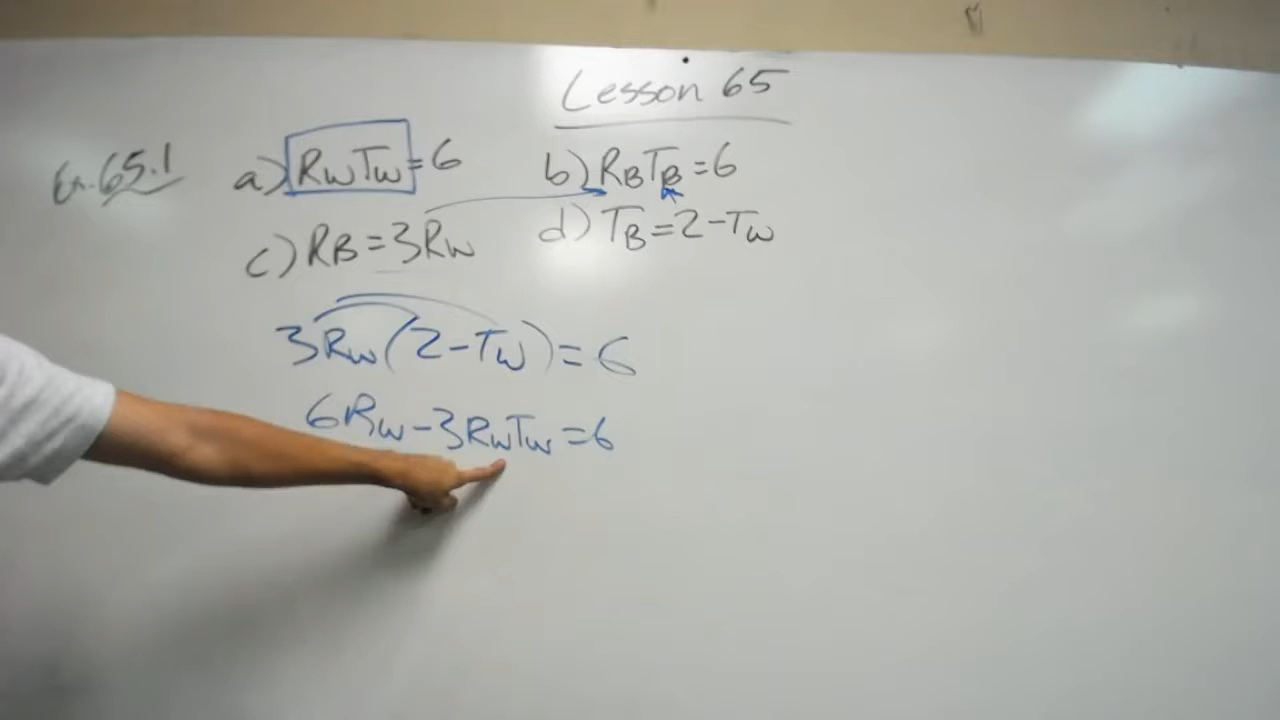 Lesson 65
Ex. 65.1 a) RwTw = 6 b) RBTB = 6
c) RB = 3Rw d) TB = 2 - Tw
3Rw(2 - Tw) = 6
6Rw - 3RwTw = 6